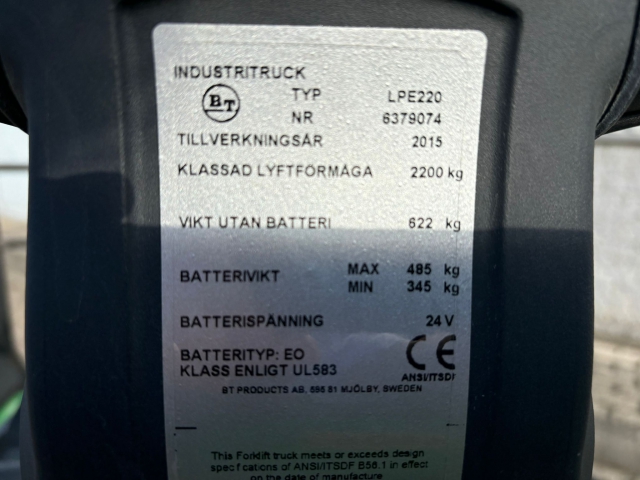 INDUSTRITRUCK
BT TYP LPE220
NR 6379074
TILLVERKNINGSÅR 2015
KLASSAD LYFTFÖRMÅGA 2200 kg
VIKT UTAN BATTERI 622 kg
BATTERIVIKT MAX 485 kg
MIN 345 kg
BATTERISPÄNNING 24 V
BATTERITYP: EO
KLASS ENLIGT UL583 CE
ANSI/ITSDF
BT PRODUCTS AB, 595 81 MJÖLBY, SWEDEN
This Forklift truck meets or exceeds design
specifications of ANSI/ITSDF B56.1 in effect
on the date of manufacture